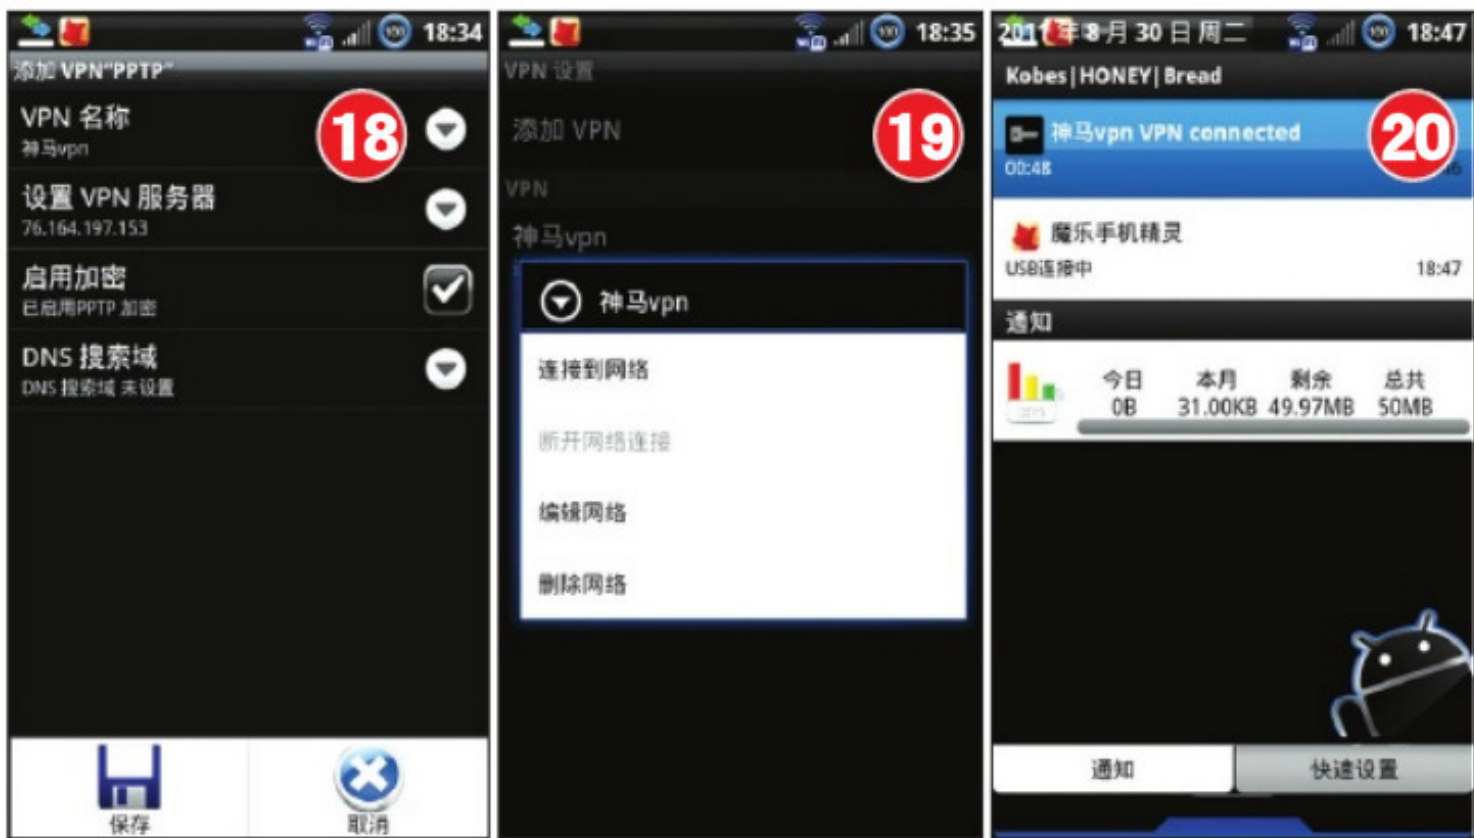 18:34
添加 VPN"PPTP"
VPN 名称
神马vpn
18
设置 VPN 服务器
76.164.197.153
启用加密
已启用PPTP 加密
DNS 搜索域
DNS 搜索域 未设置
保存
取消
18:35
VPN 设置
添加 VPN
19
VPN
神马vpn
神马vpn
连接到网络
断开网络连接
编辑网络
删除网络
2011 年 8 月 30 日 周二
18:47
Kobes|HONEY|Bread
神马vpn VPN connected
20
00:48
魔乐手机精灵
USB连接中
18:47
通知
今日 本月 剩余 总共
0B 31.00KB 49.97MB 50MB
通知
快速设置